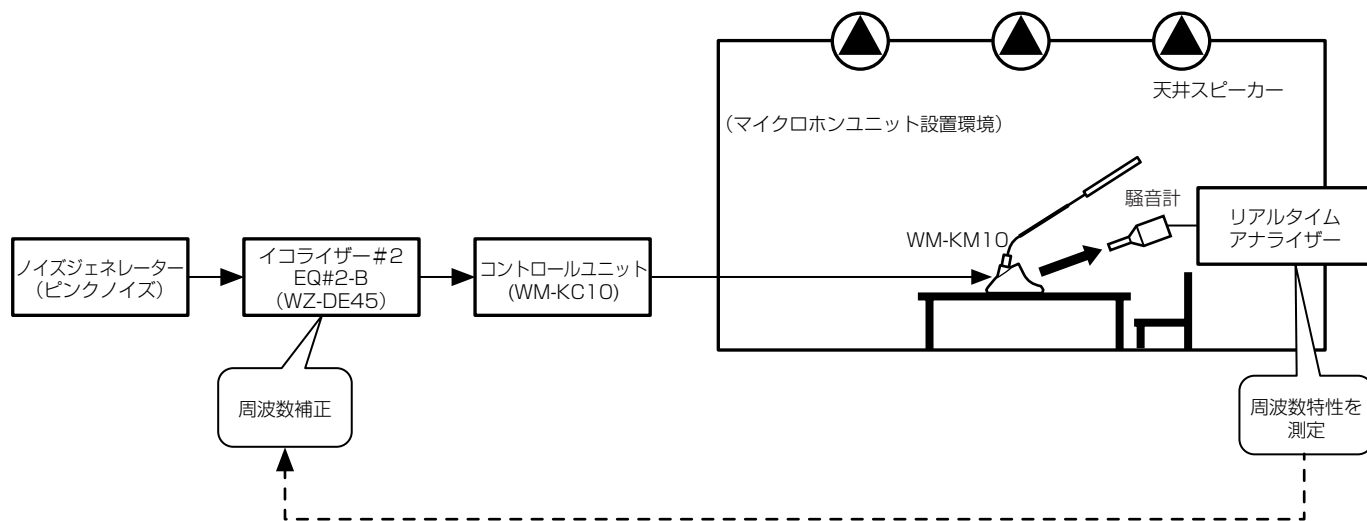 天井スピーカー
（マイクロホンユニット設置環境）
騒音計
リアルタイム
アナライザー
WM-KM10
ノイズジェネレーター
（ピンクノイズ）
イコライザー＃2
EQ#2-B
（WZ-DE45）
コントロールユニット
(WM-KC10)
周波数補正
周波数特性を
測定